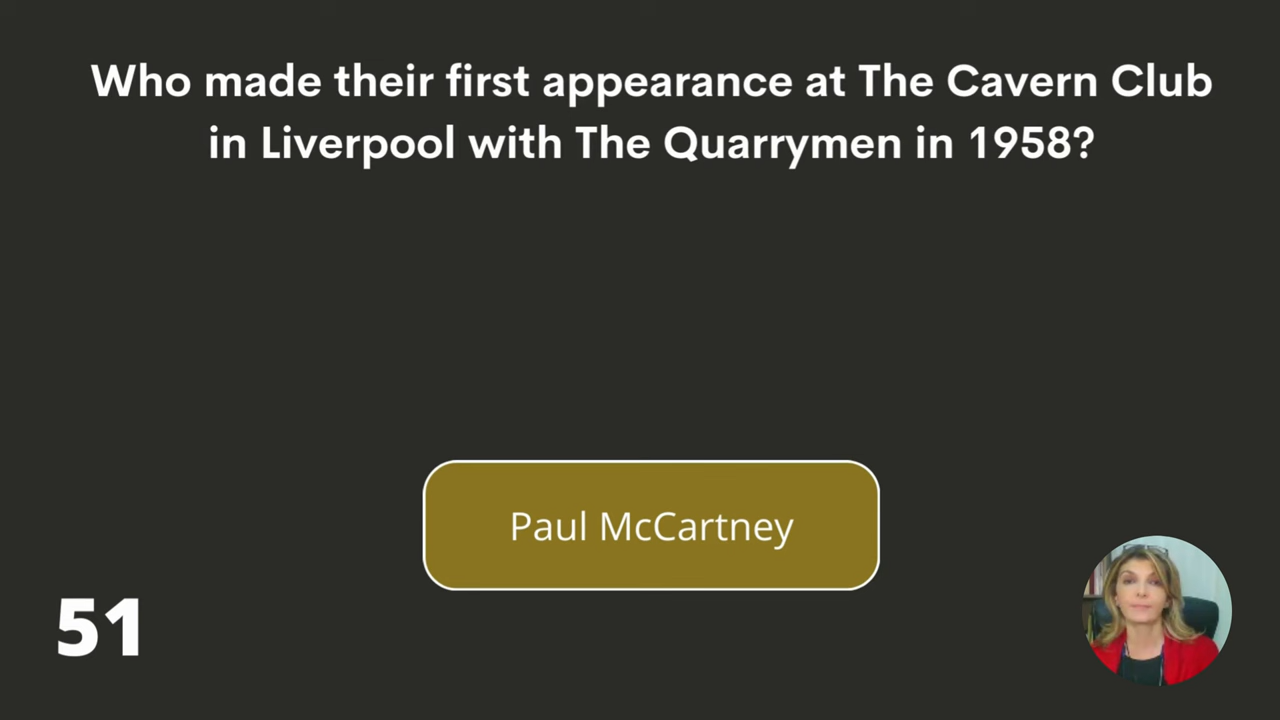 Who made their first appearance at The Cavern Club
in Liverpool with The Quarrymen in 1958?
Paul McCartney
51